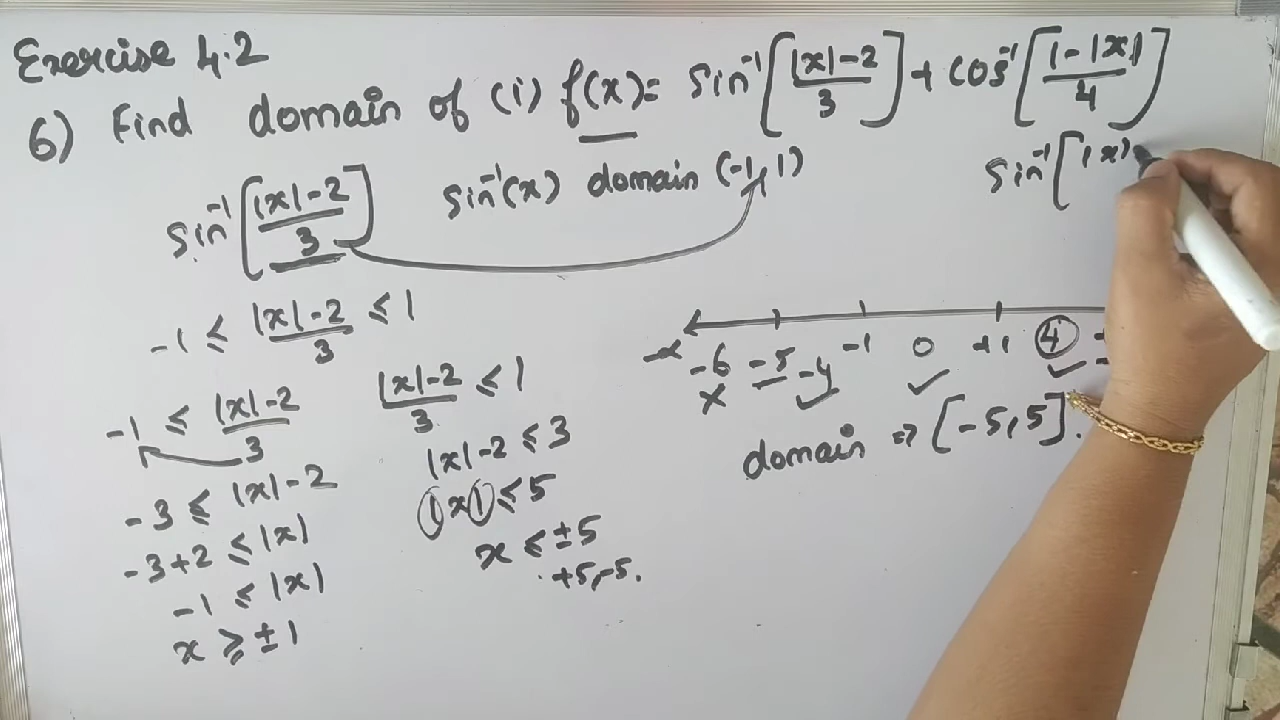 Exercise 4.2
6) Find domain of (i) f(x) = sin⁻¹[(|x|-2)/3] + cos⁻¹[(1-|x|)/4]
sin⁻¹[(|x|-2)/3] sin⁻¹(x) domain (-1, 1)
sin⁻¹[|x|
-1 ≤ (|x|-2)/3 ≤ 1
-1 ≤ (|x|-2)/3
-3 ≤ |x|-2
-3+2 ≤ |x|
-1 ≤ |x|
x ≥ ±1
(|x|-2)/3 ≤ 1
|x|-2 ≤ 3
|x| ≤ 5
x ≤ ±5
+5, -5.
-6 -5 -4 -1 0 +1 4
x
domain ⇒ [-5, 5].